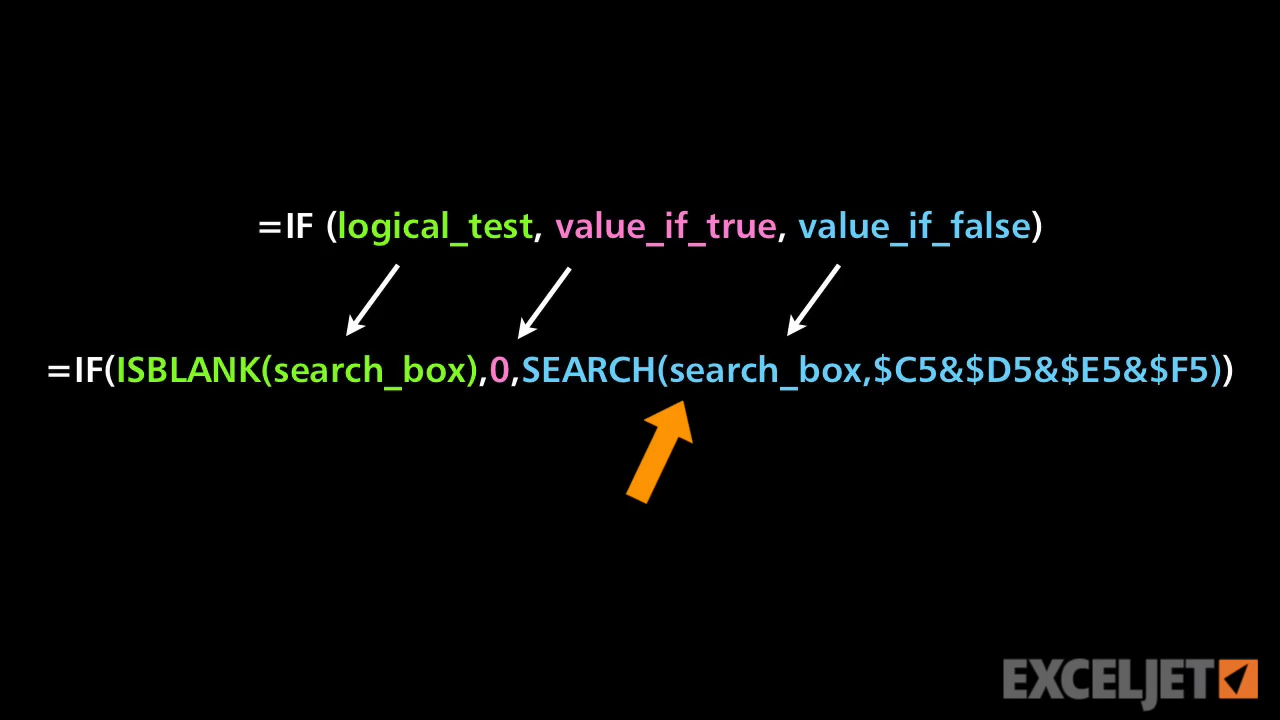 =IF (logical_test, value_if_true, value_if_false)
=IF(ISBLANK(search_box),0,SEARCH(search_box,$C5&$D5&$E5&$F5))
EXCELJET